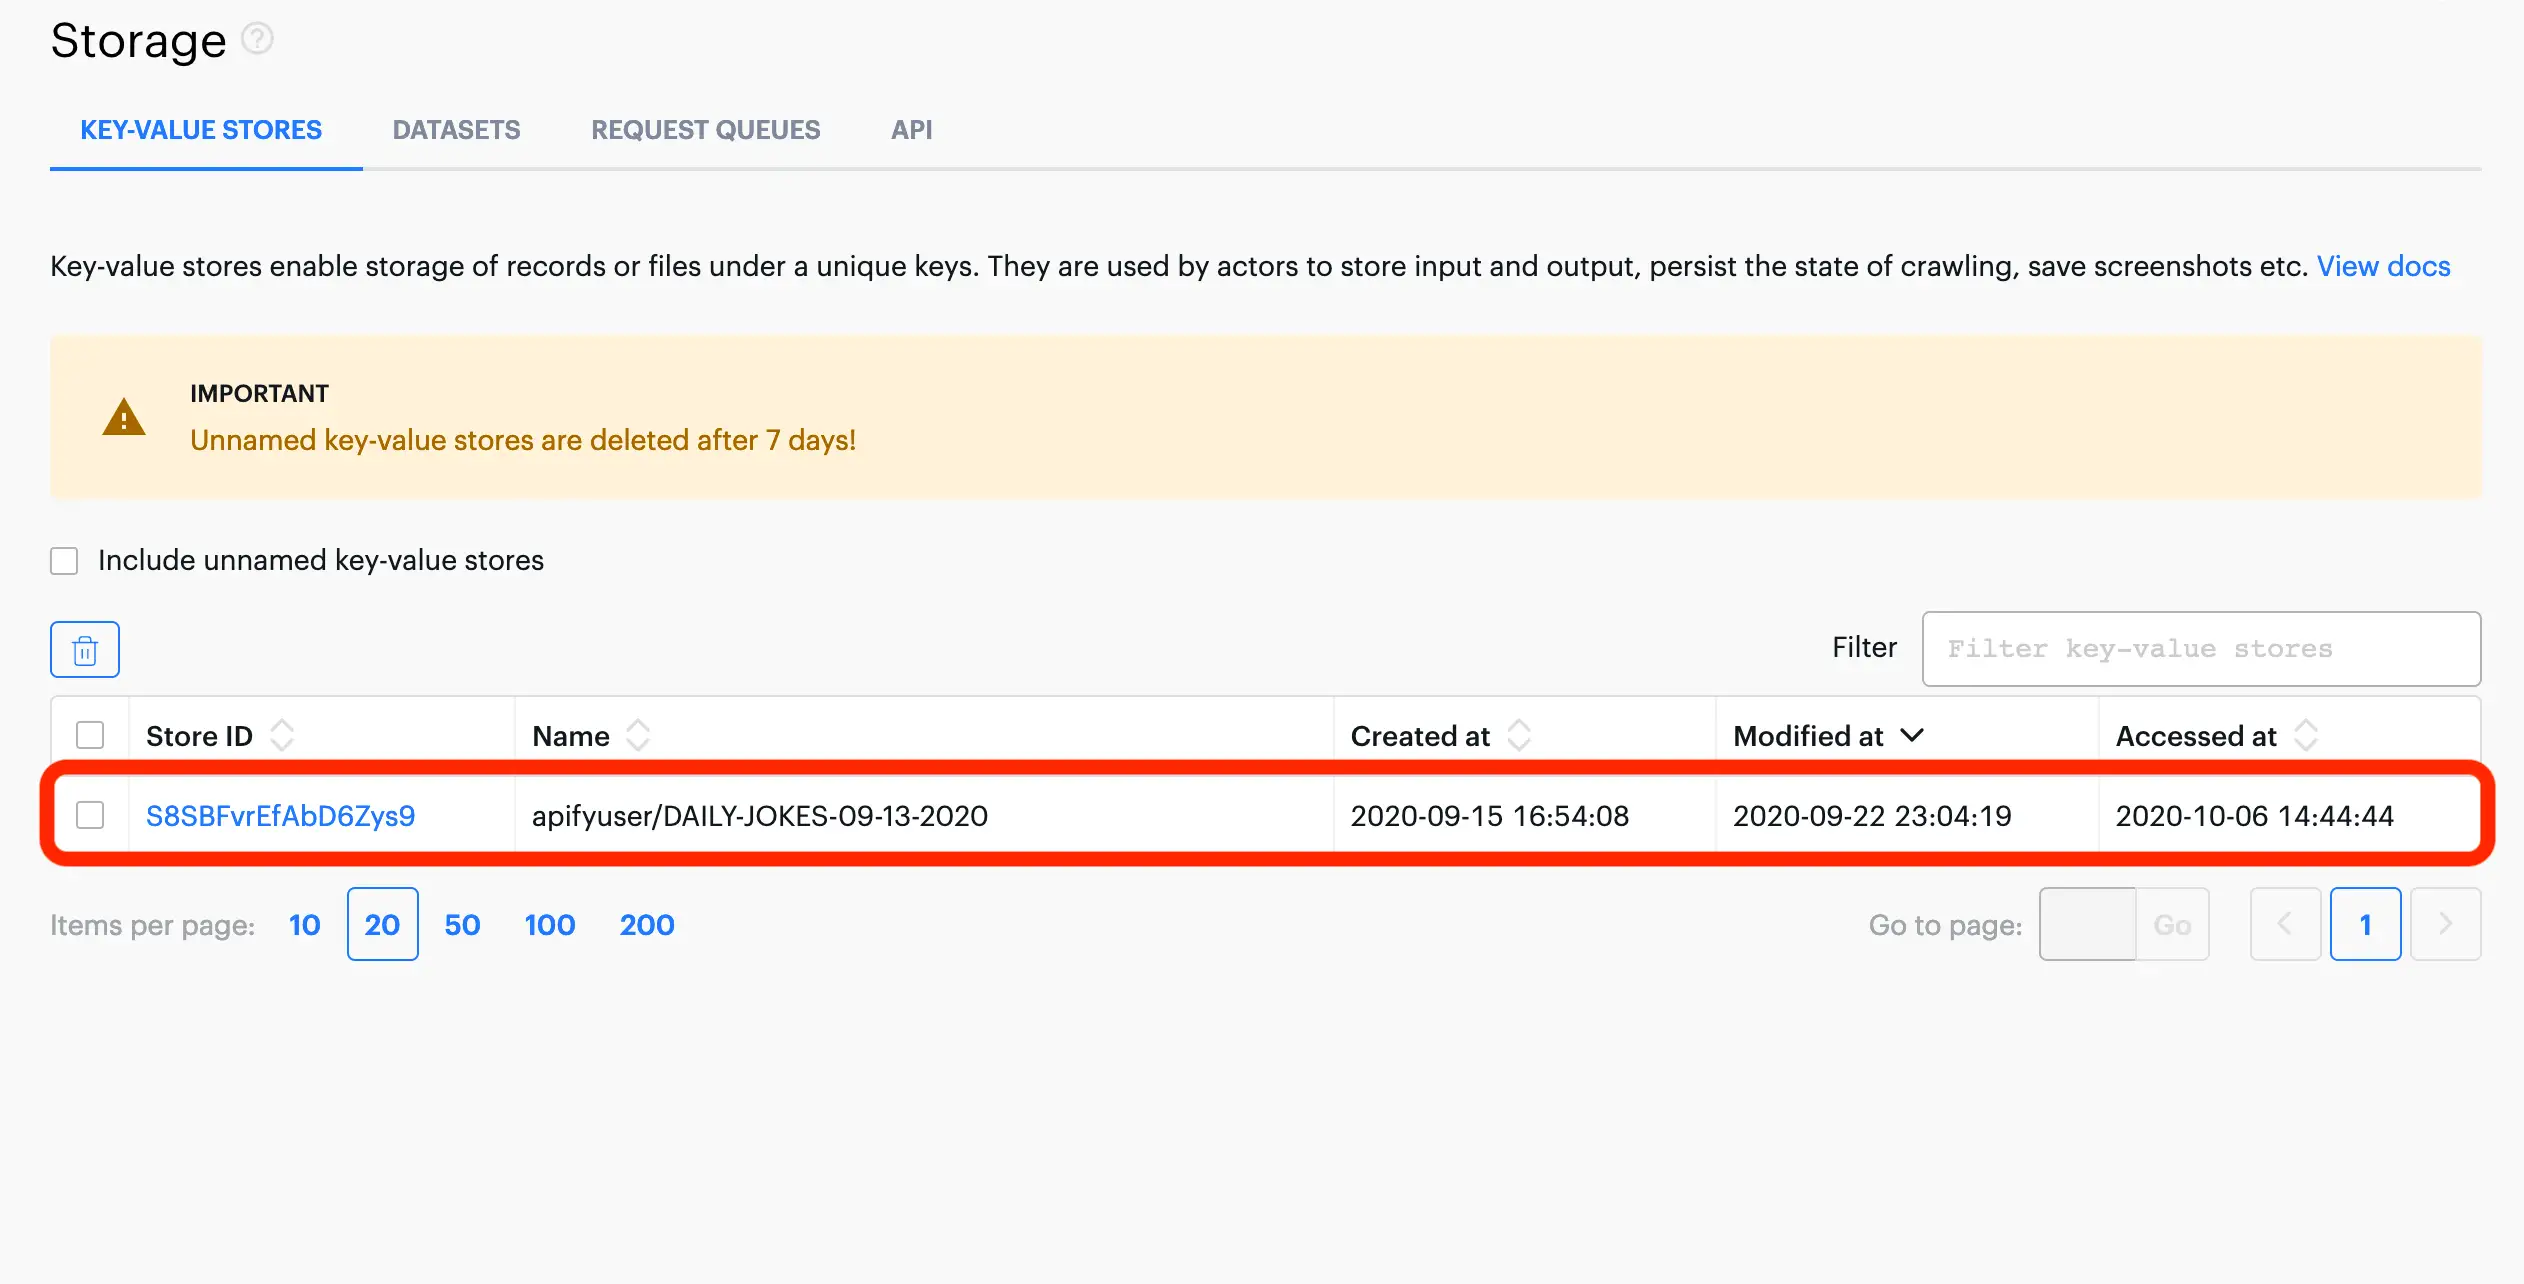 Storage ?
KEY-VALUE STORES DATASETS REQUEST QUEUES API
Key-value stores enable storage of records or files under a unique keys. They are used by actors to store input and output, persist the state of crawling, save screenshots etc. View docs
IMPORTANT
Unnamed key-value stores are deleted after 7 days!
Include unnamed key-value stores
Filter Filter key-value stores
Store ID Name Created at Modified at Accessed at
S8SBFvrEfAbD6Zys9 apifyuser/DAILY-JOKES-09-13-2020 2020-09-15 16:54:08 2020-09-22 23:04:19 2020-10-06 14:44:44
Items per page: 10 20 50 100 200 Go to page: Go 1